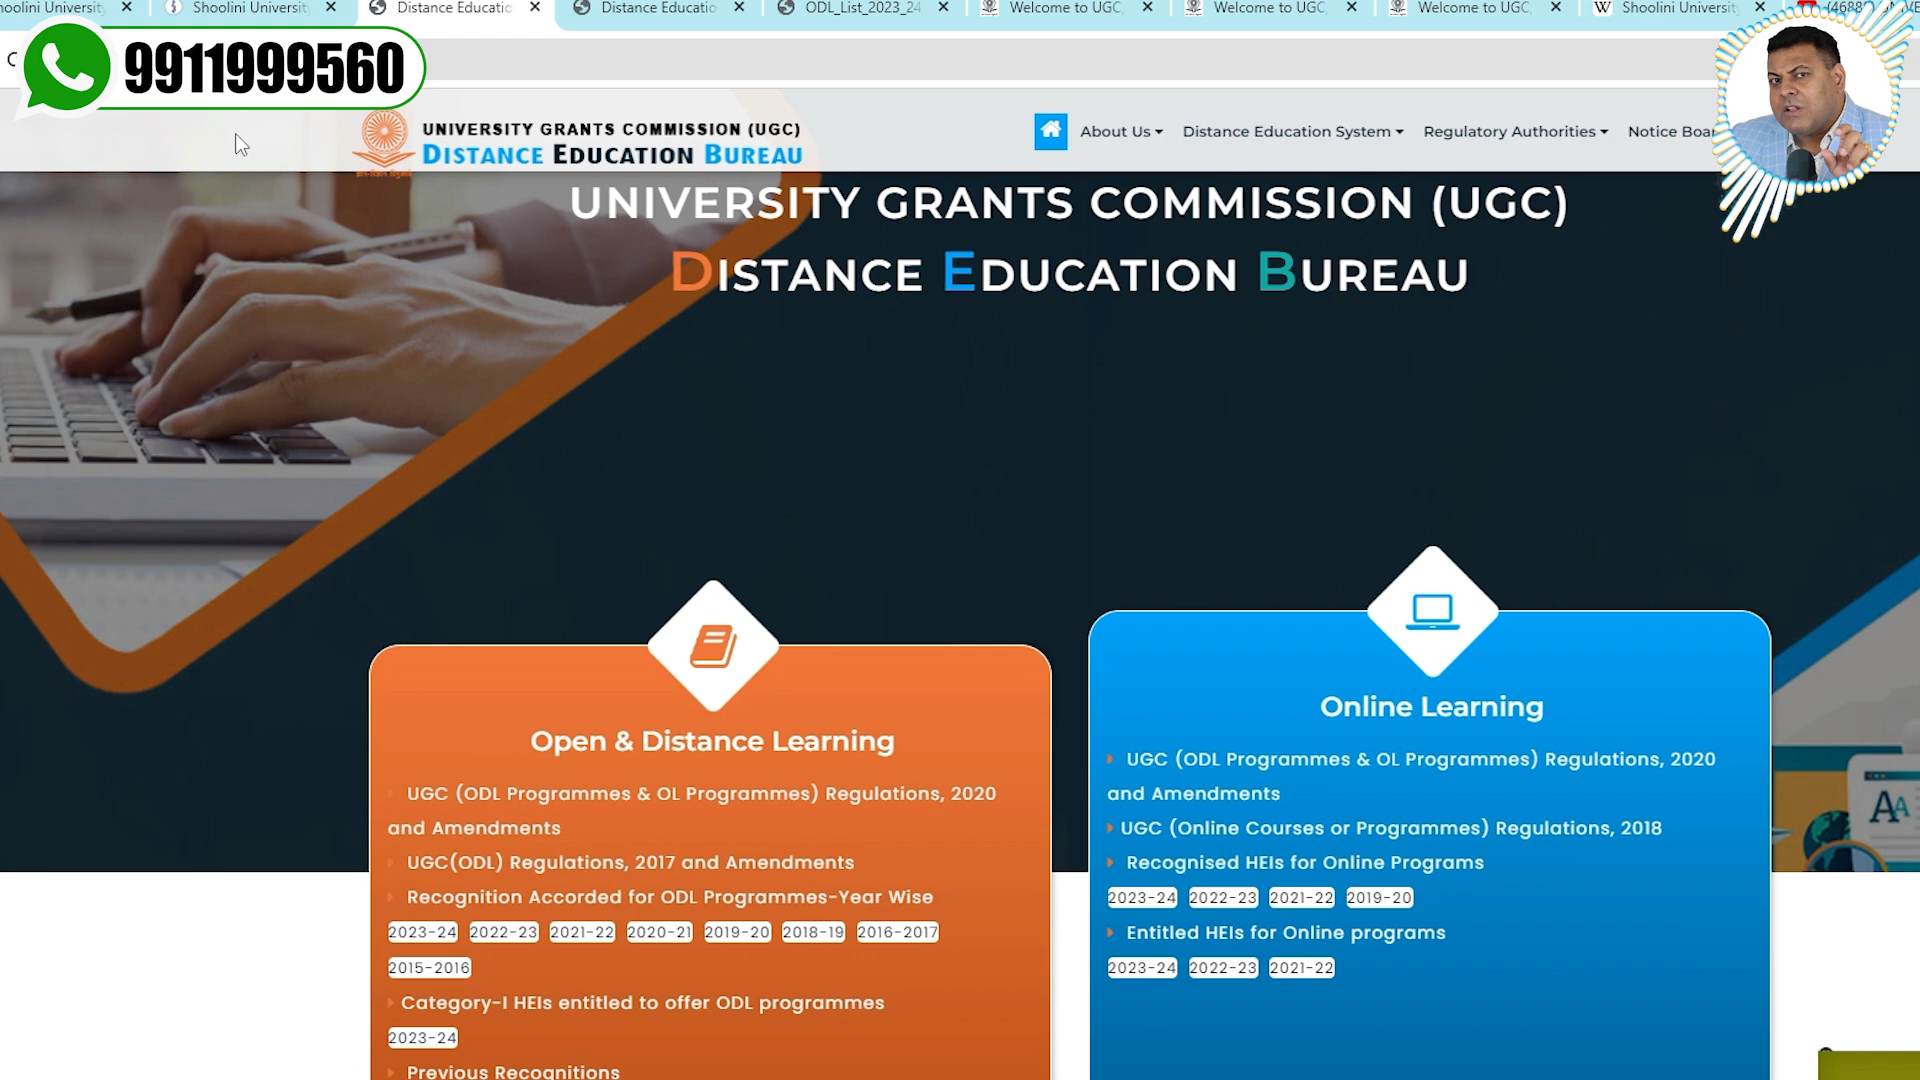 hoolini University
Shoolini University
Distance Educatio
Distance Educatio
ODL_List_2023_24
Welcome to UGC,
Welcome to UGC,
Welcome to UGC,
W Shoolini University
9911999560
UNIVERSITY GRANTS COMMISSION (UGC)
DISTANCE EDUCATION BUREAU
About Us
Distance Education System
Regulatory Authorities
Notice Boar
UNIVERSITY GRANTS COMMISSION (UGC)
DISTANCE EDUCATION BUREAU
Open & Distance Learning
UGC (ODL Programmes & OL Programmes) Regulations, 2020
and Amendments
UGC(ODL) Regulations, 2017 and Amendments
Recognition Accorded for ODL Programmes-Year Wise
2023-24 2022-23 2021-22 2020-21 2019-20 2018-19 2016-2017
2015-2016
Category-I HEIs entitled to offer ODL programmes
2023-24
Previous Recognitions
Online Learning
UGC (ODL Programmes & OL Programmes) Regulations, 2020
and Amendments
UGC (Online Courses or Programmes) Regulations, 2018
Recognised HEIs for Online Programs
2023-24 2022-23 2021-22 2019-20
Entitled HEIs for Online programs
2023-24 2022-23 2021-22